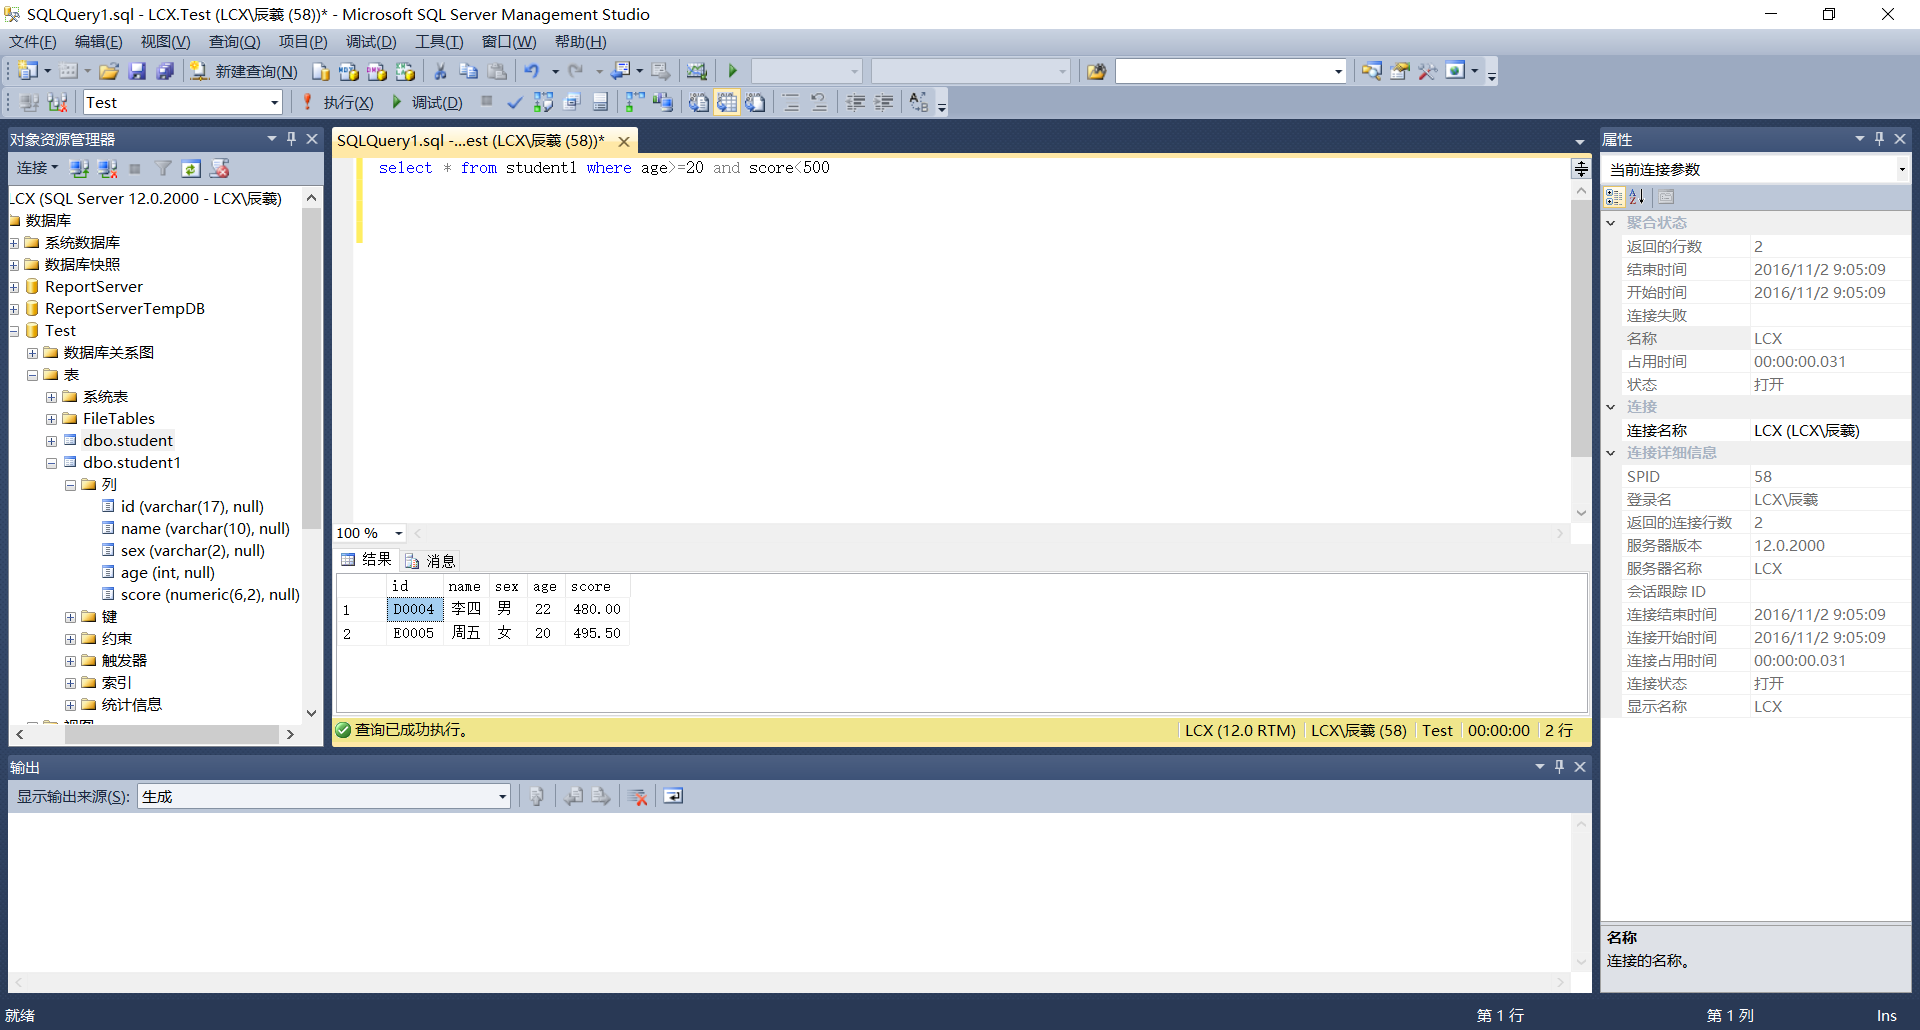 SQLQuery1.sql - LCX.Test (LCX\辰羲 (58))* - Microsoft SQL Server Management Studio
文件(F) 编辑(E) 视图(V) 查询(Q) 项目(P) 调试(D) 工具(T) 窗口(W) 帮助(H)
新建查询(N)
Test 执行(X) 调试(D)
对象资源管理器
连接
LCX (SQL Server 12.0.2000 - LCX\辰羲)
数据库
系统数据库
数据库快照
ReportServer
ReportServerTempDB
Test
数据库关系图
表
系统表
FileTables
dbo.student
dbo.student1
列
id (varchar(17), null)
name (varchar(10), null)
sex (varchar(2), null)
age (int, null)
score (numeric(6,2), null)
键
约束
触发器
索引
统计信息
视图
SQLQuery1.sql -...est (LCX\辰羲 (58))*
select * from student1 where age>=20 and score<500
100 %
结果 消息
id name sex age score
1 D0004 李四 男 22 480.00
2 E0005 周五 女 20 495.50
查询已成功执行。 LCX (12.0 RTM) LCX\辰羲 (58) Test 00:00:00 2 行
属性
当前连接参数
聚合状态
返回的行数 2
结束时间 2016/11/2 9:05:09
开始时间 2016/11/2 9:05:09
连接失败
名称 LCX
占用时间 00:00:00.031
状态 打开
连接
连接名称 LCX (LCX\辰羲)
连接详细信息
SPID 58
登录名 LCX\辰羲
返回的连接行数 2
服务器版本 12.0.2000
服务器名称 LCX
会话跟踪 ID
连接结束时间 2016/11/2 9:05:09
连接开始时间 2016/11/2 9:05:09
连接占用时间 00:00:00.031
连接状态 打开
显示名称 LCX
名称
连接的名称。
输出
显示输出来源(S): 生成
就绪 第 1 行 第 1 列 Ins